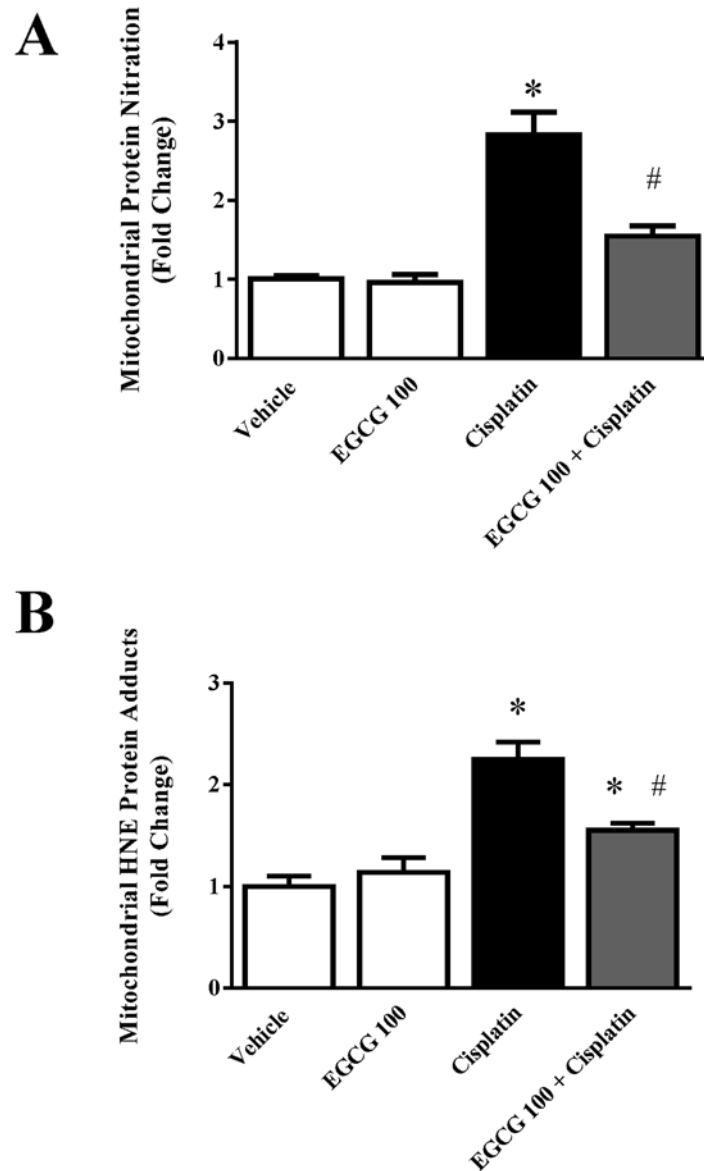 A
Mitochondrial Protein Nitration
(Fold Change)
4
3
2
1
0
*
#
Vehicle
EGCG 100
Cisplatin
EGCG 100 + Cisplatin
B
Mitochondrial HNE Protein Adducts
(Fold Change)
3
2
1
0
*
* #
Vehicle
EGCG 100
Cisplatin
EGCG 100 + Cisplatin